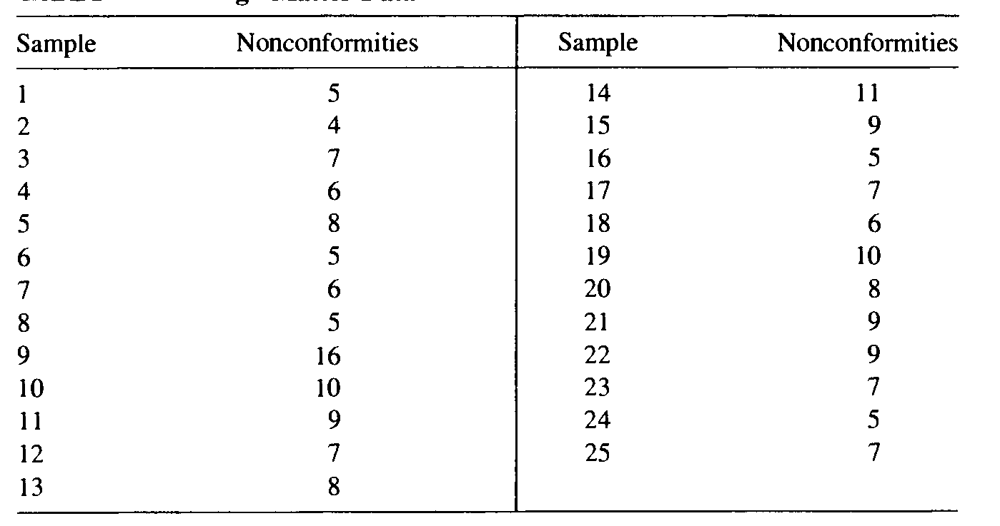 Sample Nonconformities Sample Nonconformities
1 5 14 11
2 4 15 9
3 7 16 5
4 6 17 7
5 8 18 6
6 5 19 10
7 6 20 8
8 5 21 9
9 16 22 9
10 10 23 7
11 9 24 5
12 7 25 7
13 8